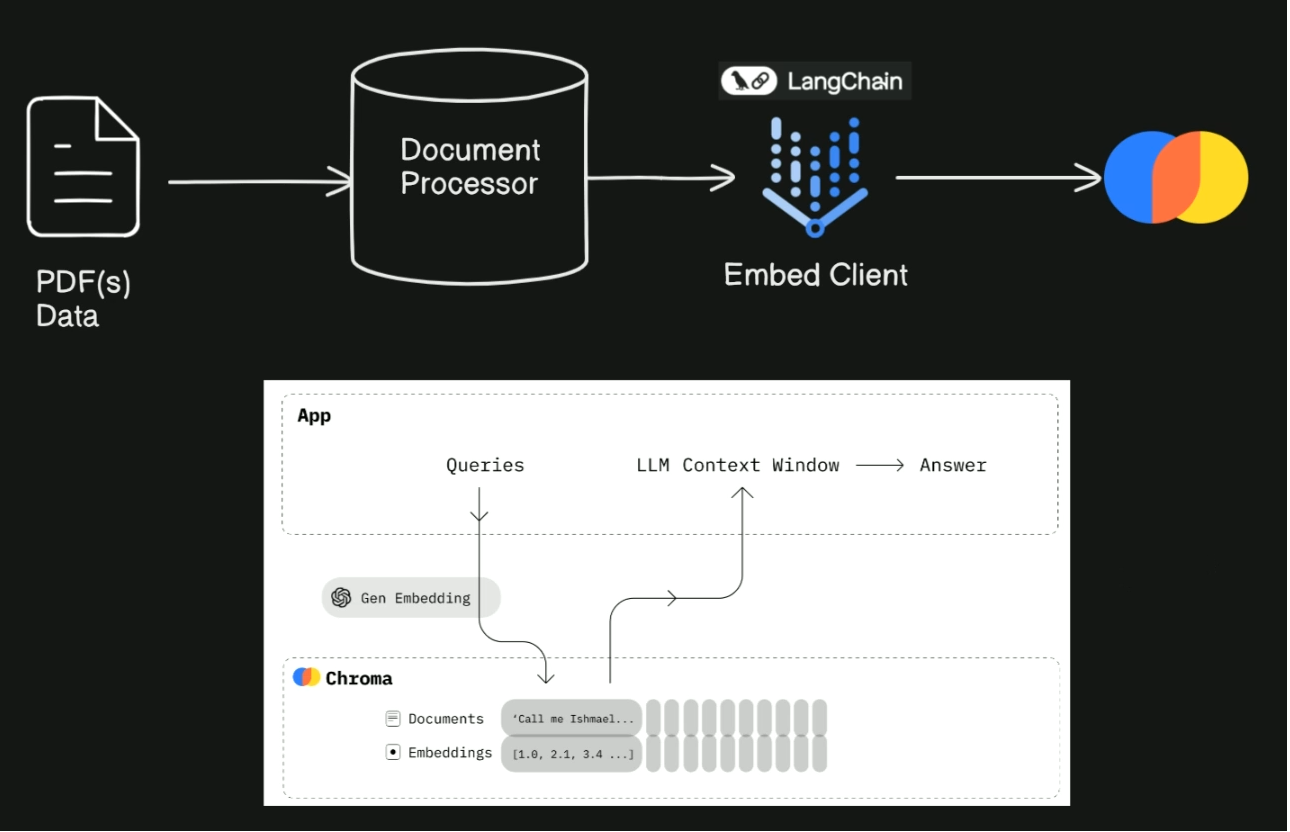 LangChain
Document
Processor
PDF(s)
Data
Embed Client
App
Queries
LLM Context Window
Answer
Gen Embedding
Chroma
Documents
‘Call me Ishmael...
Embeddings
[1.0, 2.1, 3.4 ...]